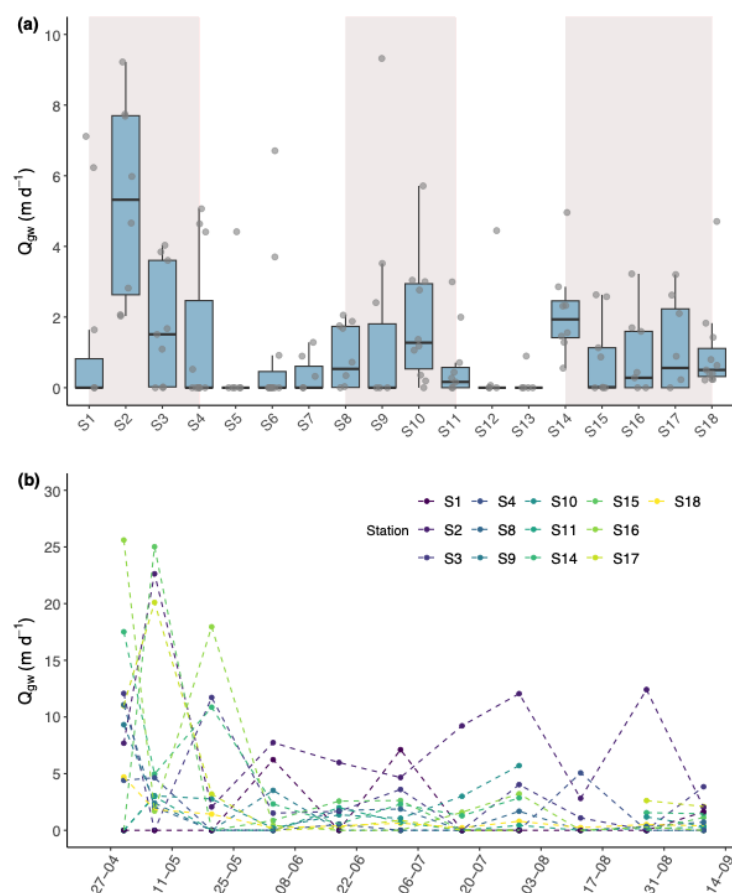 (a)
10
8
6
4
2
0
Qgw (m d⁻¹)
S1 S2 S3 S4 S5 S6 S7 S8 S9 S10 S11 S12 S13 S14 S15 S16 S17 S18
(b)
30
25
20
15
10
5
0
Qgw (m d⁻¹)
Station
S1 S4 S10 S15 S18
S2 S8 S11 S16
S3 S9 S14 S17
27−04 11−05 25−05 08−06 22−06 06−07 20−07 03−08 17−08 31−08 14−09